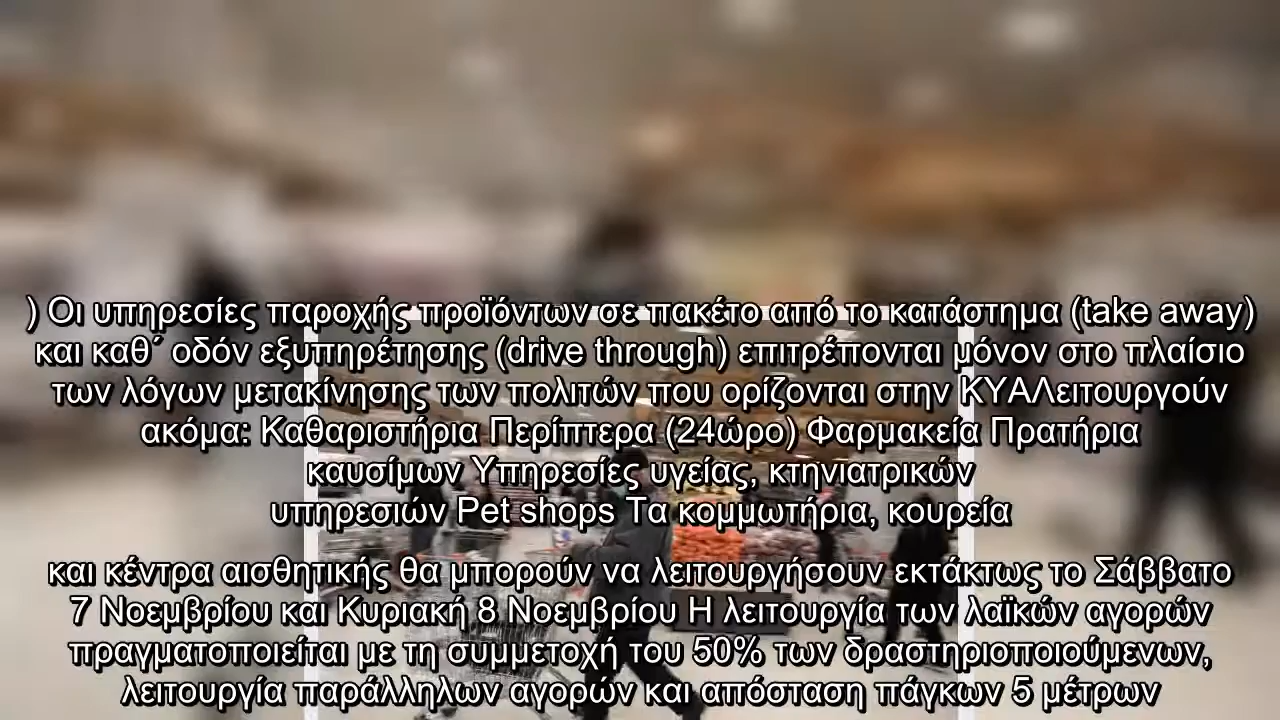 ) Οι υπηρεσίες παροχής προϊόντων σε πακέτο από το κατάστημα (take away)
και καθ΄ οδόν εξυπηρέτησης (drive through) επιτρέπονται μόνον στο πλαίσιο
των λόγων μετακίνησης των πολιτών που ορίζονται στην ΚΥΑΛειτουργούν
ακόμα: Καθαριστήρια Περίπτερα (24ώρο) Φαρμακεία Πρατήρια
καυσίμων Υπηρεσίες υγείας, κτηνιατρικών
υπηρεσιών Pet shops Τα κομμωτήρια, κουρεία
και κέντρα αισθητικής θα μπορούν να λειτουργήσουν εκτάκτως το Σάββατο
7 Νοεμβρίου και Κυριακή 8 Νοεμβρίου Η λειτουργία των λαϊκών αγορών
πραγματοποιείται με τη συμμετοχή του 50% των δραστηριοποιούμενων,
λειτουργία παράλληλων αγορών και απόσταση πάγκων 5 μέτρων